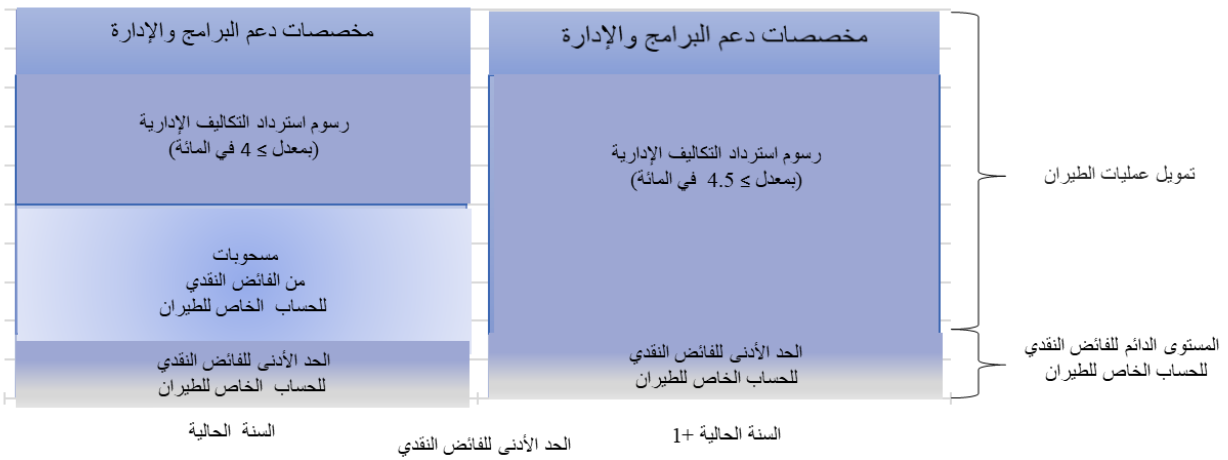 مخصصات دعم البرامج والإدارة
رسوم استرداد التكاليف الإدارية
(بمعدل ≥ 4 في المائة)
مسحوبات
من الفائض النقدي
للحساب الخاص للطيران
الحد الأدنى للفائض النقدي
للحساب الخاص للطيران
السنة الحالية
مخصصات دعم البرامج والإدارة
رسوم استرداد التكاليف الإدارية
(بمعدل ≥ 4.5 في المائة)
الحد الأدنى للفائض النقدي
للحساب الخاص للطيران
السنة الحالية +1
تمويل عمليات الطيران
المستوى الدائم للفائض النقدي
للحساب الخاص للطيران
الحد الأدنى للفائض النقدي